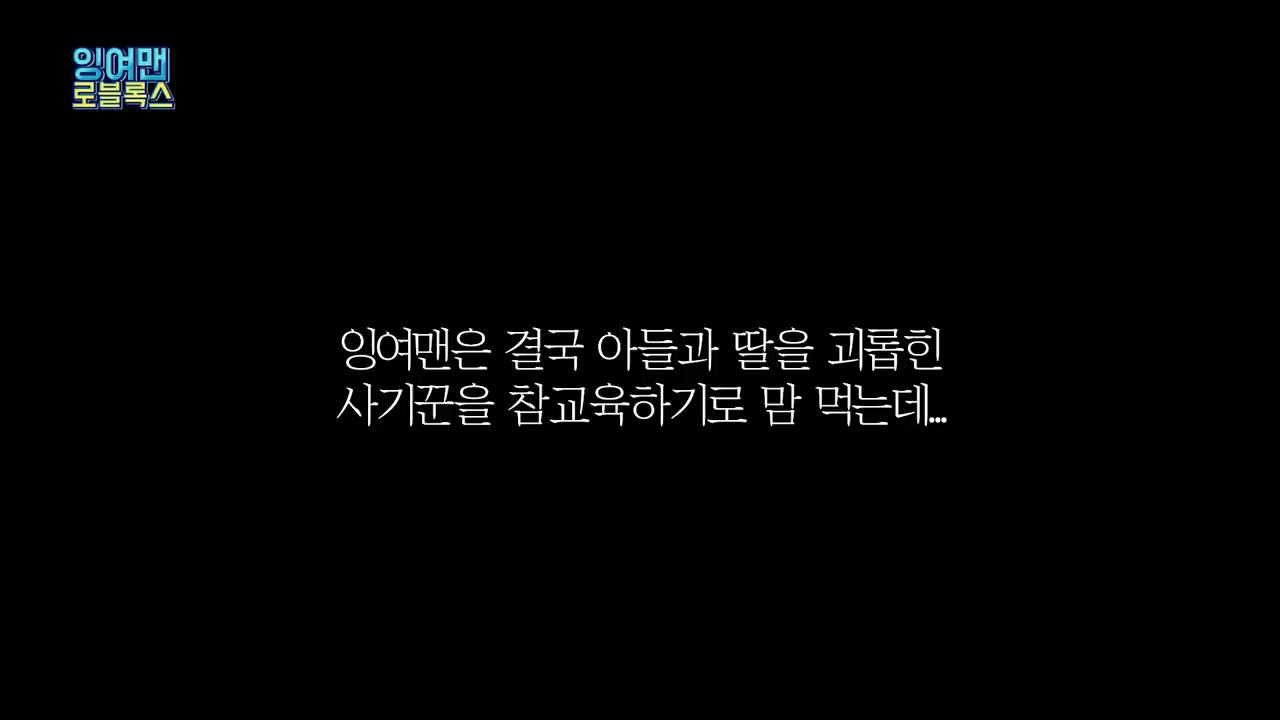 잉여맨
로블록스
잉여맨은 결국 아들과 딸을 괴롭힌
사기꾼을 참교육하기로 맘 먹는데...